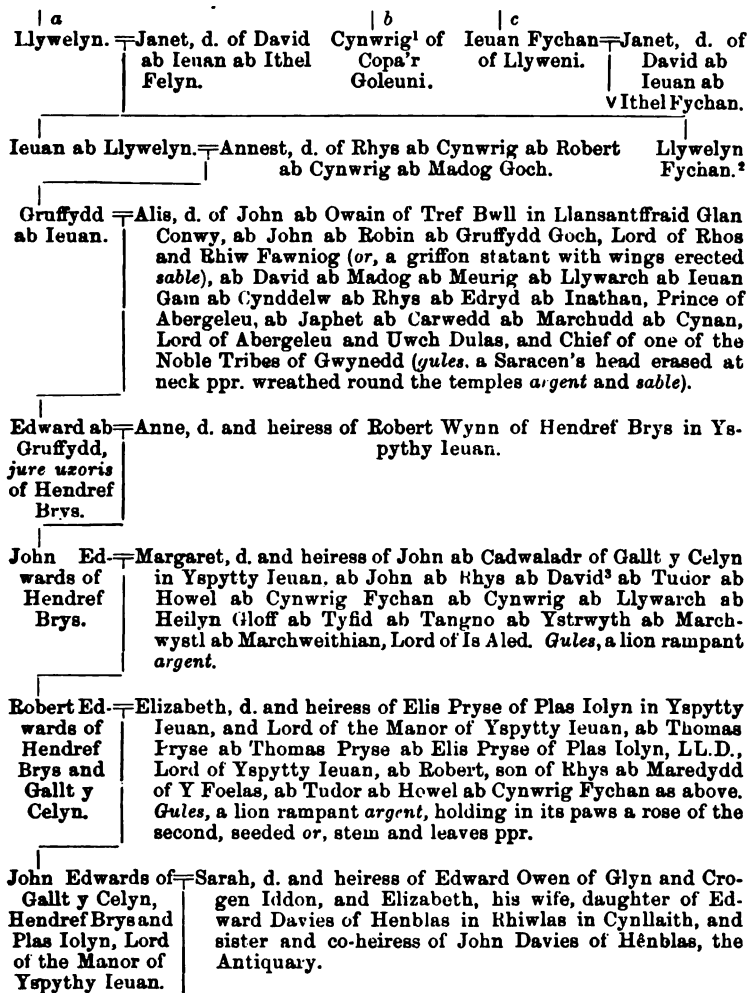 a b c
Llywelyn. Janet, d. of David Cynwrig¹ of Ieuan Fychan Janet, d. of
ab Ieuan ab Ithel Copa'r of Llyweni. David ab
Felyn. Goleuni. Ieuan ab
Ithel Fychan.
Ieuan ab Llywelyn. Annest, d. of Rhys ab Cynwrig ab Robert Llywelyn
ab Cynwrig ab Madog Goch. Fychan.²
Gruffydd Alis, d. of John ab Owain of Tref Bwll in Llansantffraid Glan
ab Ieuan. Conwy, ab John ab Robin ab Gruffydd Goch, Lord of Rhos
and Rhiw Fawniog (or, a griffon statant with wings erected
sable), ab David ab Madog ab Meurig ab Llywarch ab Ieuan
Gam ab Cynddelw ab Rhys ab Edryd ab Inathan, Prince of
Abergeleu, ab Japhet ab Carwedd ab Marchudd ab Cynan,
Lord of Abergeleu and Uwch Dulas, and Chief of one of the
Noble Tribes of Gwynedd (gules, a Saracen's head erased at
neck ppr. wreathed round the temples argent and sable).
Edward ab Anne, d. and heiress of Robert Wynn of Hendref Brys in Ys-
Gruffydd, pythy Ieuan.
jure uxoris
of Hendref
Brys.
John Ed- Margaret, d. and heiress of John ab Cadwaladr of Gallt y Celyn
wards of in Yspytty Ieuan, ab John ab Rhys ab David³ ab Tudor ab
Hendref Howel ab Cynwrig Fychan ab Cynwrig ab Llywarch ab
Brys. Heilyn Gloff ab Tyfid ab Tangno ab Ystrwyth ab March-
wystl ab Marchweithian, Lord of Is Aled. Gules, a lion rampant
argent.
Robert Ed- Elizabeth, d. and heiress of Elis Pryse of Plas Iolyn in Yspytty
wards of Ieuan, and Lord of the Manor of Yspytty Ieuan, ab Thomas
Hendref Pryse ab Thomas Pryse ab Elis Pryse of Plas Iolyn, LL.D.,
Brys and Lord of Yspytty Ieuan, ab Robert, son of Rhys ab Maredydd
Gallt y of Y Foelas, ab Tudor ab Howel ab Cynwrig Fychan as above.
Celyn. Gules, a lion rampant argent, holding in its paws a rose of the
second, seeded or, stem and leaves ppr.
John Edwards of Sarah, d. and heiress of Edward Owen of Glyn and Cro-
Gallt y Celyn, gen Iddon, and Elizabeth, his wife, daughter of Ed-
Hendref Brys and ward Davies of Henblas in Rhiwlas in Cynllaith, and
Plas Iolyn, Lord sister and co-heiress of John Davies of Hênblas, the
of the Manor of Antiquary.
Yspythy Ieuan.